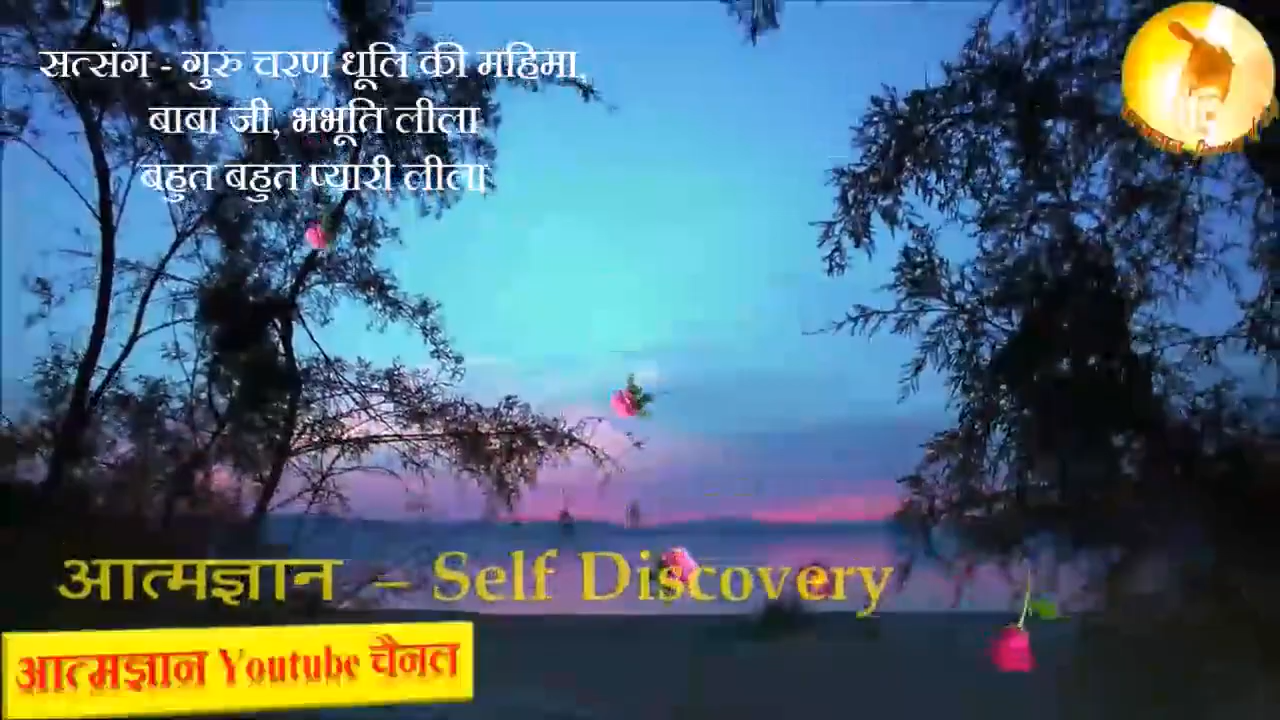 सत्संग - गुरु चरण धूलि की महिमा,
बाबा जी, भभूति लीला
बहुत बहुत प्यारी लीला
आत्मज्ञान – Self Discovery
आत्मज्ञान Youtube चैनल